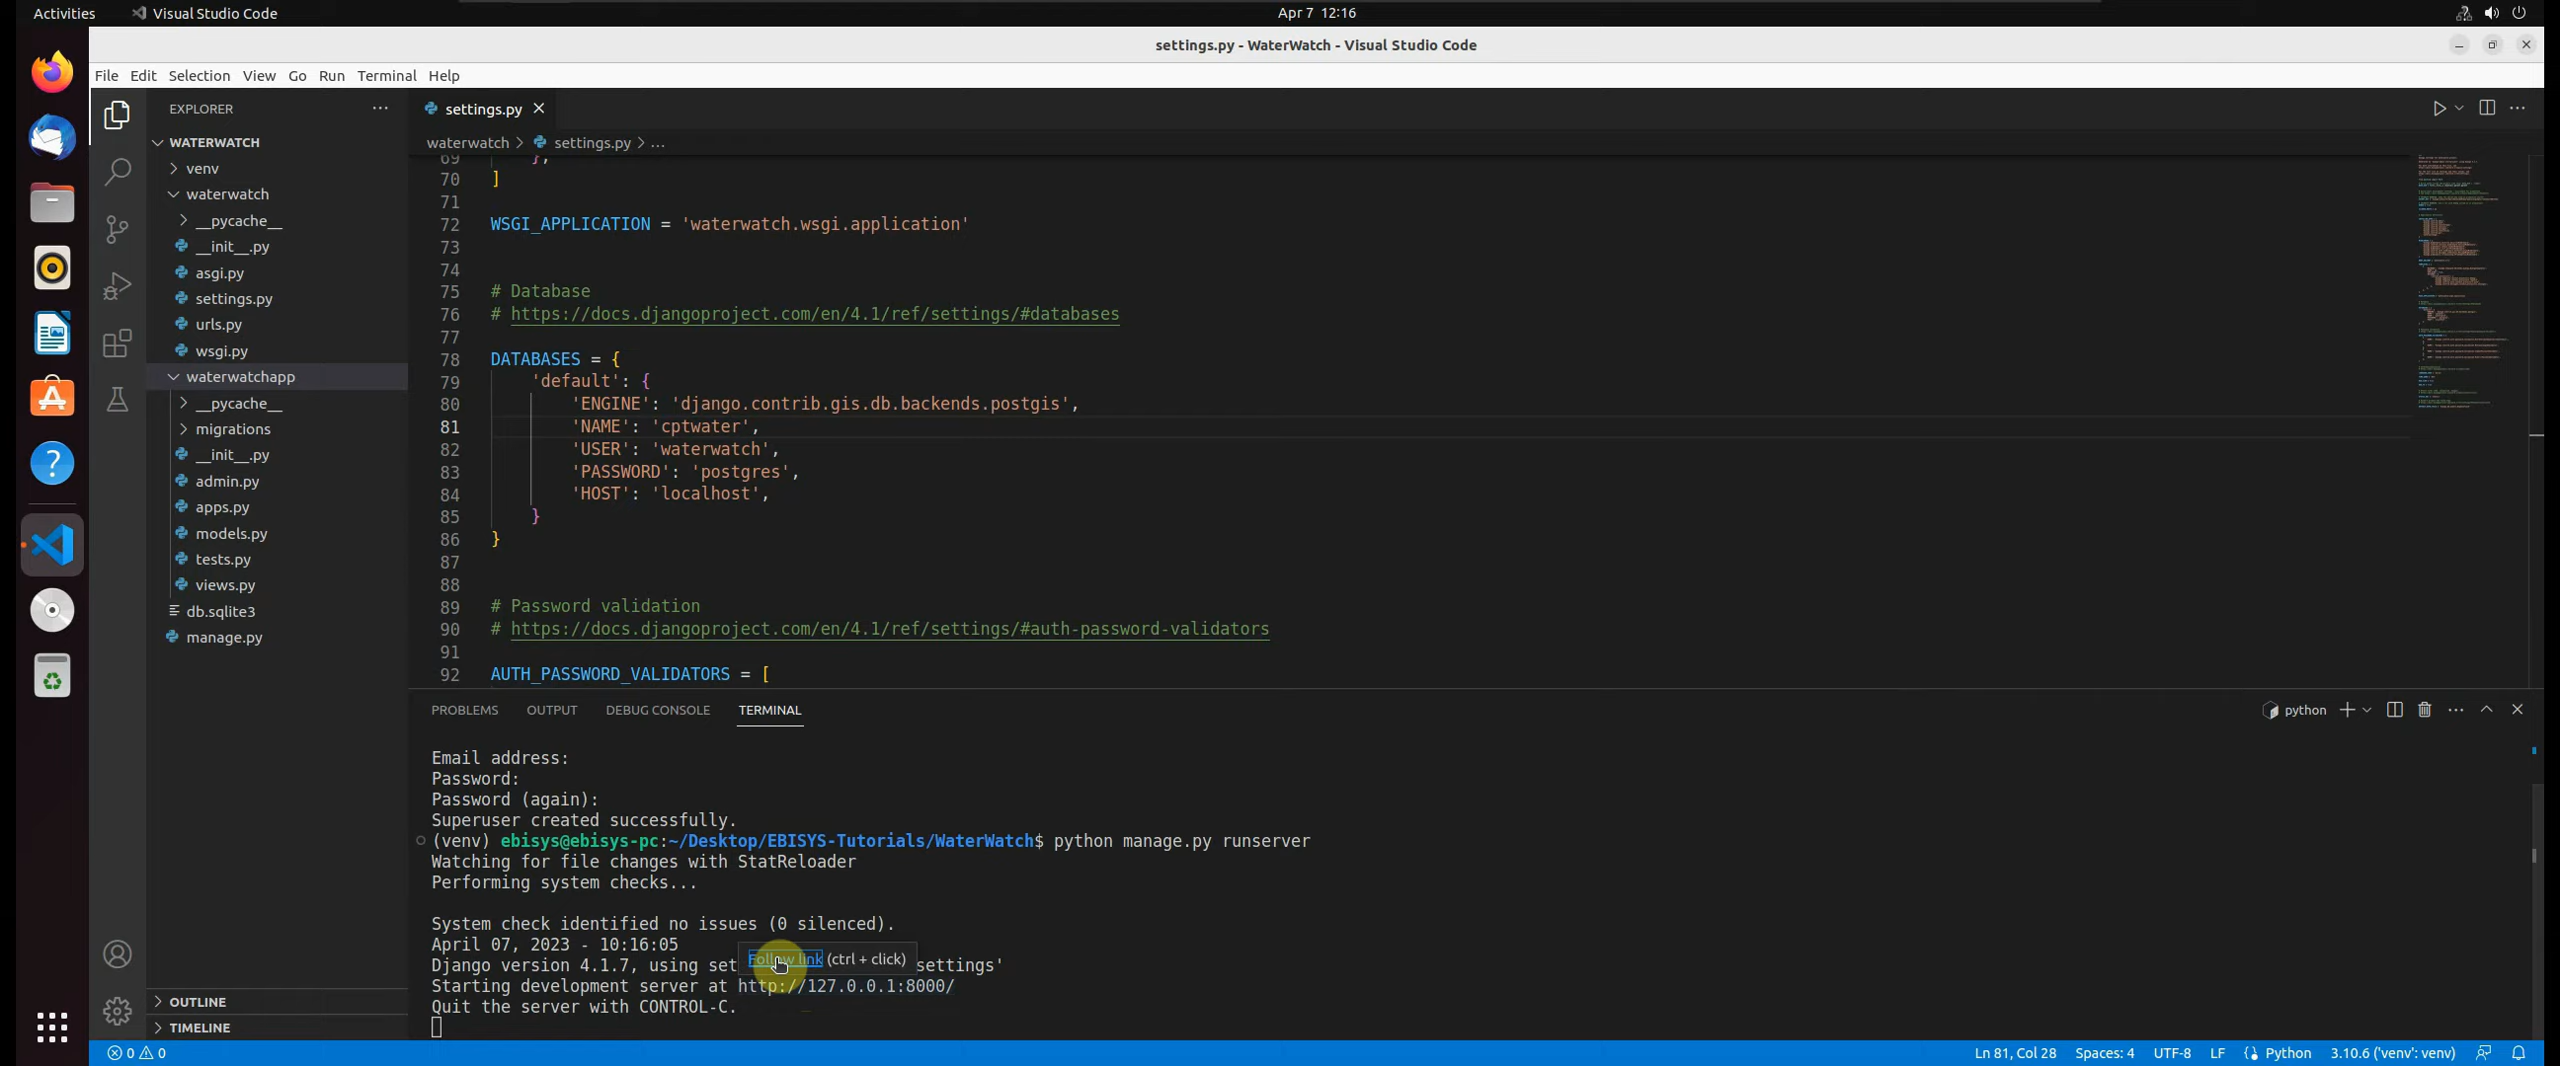 Activities
Visual Studio Code
Apr 7 12:16
settings.py - WaterWatch - Visual Studio Code
File Edit Selection View Go Run Terminal Help
EXPLORER
WATERWATCH
venv
waterwatch
__pycache__
__init__.py
asgi.py
settings.py
urls.py
wsgi.py
waterwatchapp
__pycache__
migrations
__init__.py
admin.py
apps.py
models.py
tests.py
views.py
db.sqlite3
manage.py
OUTLINE
TIMELINE
settings.py
waterwatch > settings.py > ...
69 },
70 ]
71
72 WSGI_APPLICATION = 'waterwatch.wsgi.application'
73
74
75 # Database
76 # https://docs.djangoproject.com/en/4.1/ref/settings/#databases
77
78 DATABASES = {
79 'default': {
80 'ENGINE': 'django.contrib.gis.db.backends.postgis',
81 'NAME': 'cptwater',
82 'USER': 'waterwatch',
83 'PASSWORD': 'postgres',
84 'HOST': 'localhost',
85 }
86 }
87
88
89 # Password validation
90 # https://docs.djangoproject.com/en/4.1/ref/settings/#auth-password-validators
91
92 AUTH_PASSWORD_VALIDATORS = [
PROBLEMS OUTPUT DEBUG CONSOLE TERMINAL
python
Email address:
Password:
Password (again):
Superuser created successfully.
(venv) ebisys@ebisys-pc:~/Desktop/EBISYS-Tutorials/WaterWatch$ python manage.py runserver
Watching for file changes with StatReloader
Performing system checks...
System check identified no issues (0 silenced).
April 07, 2023 - 10:16:05
Follow link (ctrl + click)
Django version 4.1.7, using set settings'
Starting development server at http://127.0.0.1:8000/
Quit the server with CONTROL-C.
0 0
Ln 81, Col 28 Spaces: 4 UTF-8 LF Python 3.10.6 ('venv': venv)